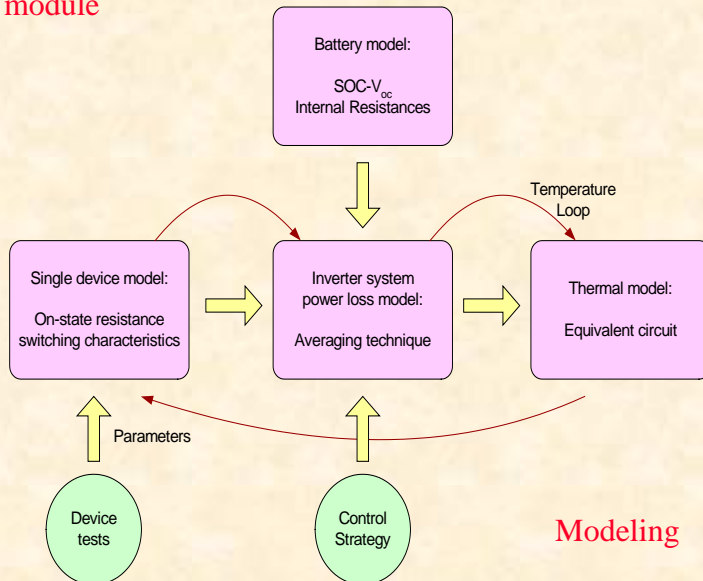 module
Battery model:
SOC-Voc
Internal Resistances
Temperature
Loop
Single device model:
On-state resistance
switching characteristics
Inverter system
power loss model:
Averaging technique
Thermal model:
Equivalent circuit
Parameters
Device
tests
Control
Strategy
Modeling